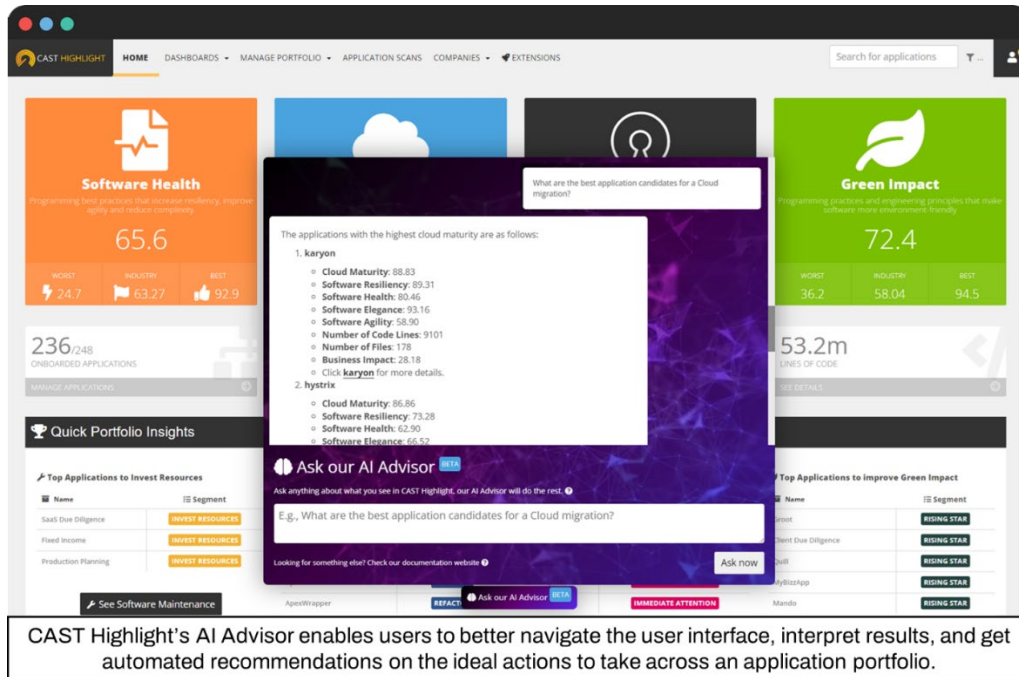 CAST HIGHLIGHT HOME DASHBOARDS MANAGE PORTFOLIO APPLICATION SCANS COMPANIES EXTENSIONS Search for applications
Software Health
Programming best practices that increase resiliency, improve
agility and reduce complexity.
65.6
WORST INDUSTRY BEST
24.7 63.27 92.9
Green Impact
Programming practices and engineering principles that make
software more environment-friendly
72.4
WORST INDUSTRY BEST
36.2 58.04 94.5
What are the best application candidates for a Cloud
migration?
The applications with the highest cloud maturity are as follows:
1. karyon
Cloud Maturity: 88.83
Software Resiliency: 89.31
Software Health: 80.46
Software Elegance: 93.16
Software Agility: 58.90
Number of Code Lines: 9101
Number of Files: 178
Business Impact: 28.18
Click karyon for more details.
2. hystrix
Cloud Maturity: 86.86
Software Resiliency: 73.28
Software Health: 62.90
Software Elegance: 66.52
Ask our AI Advisor BETA
Ask anything about what you see in CAST Highlight, our AI Advisor will do the rest.
E.g., What are the best application candidates for a Cloud migration?
Looking for something else? Check our documentation website
Ask now
236/248
ONBOARDED APPLICATIONS
MANAGE APPLICATIONS
53.2m
LINES OF CODE
SEE DETAILS
Quick Portfolio Insights
Top Applications to Invest Resources
Name Segment
SaaS Due Diligence INVEST RESOURCES
Fixed Income INVEST RESOURCES
Production Planning INVEST RESOURCES
See Software Maintenance
ApexWrapper
Ask our AI Advisor BETA
IMMEDIATE ATTENTION
Top Applications to improve Green Impact
Name Segment
Groot RISING STAR
Client Due Diligence RISING STAR
Quill RISING STAR
MyBizzApp RISING STAR
Mando RISING STAR
CAST Highlight's AI Advisor enables users to better navigate the user interface, interpret results, and get
automated recommendations on the ideal actions to take across an application portfolio.